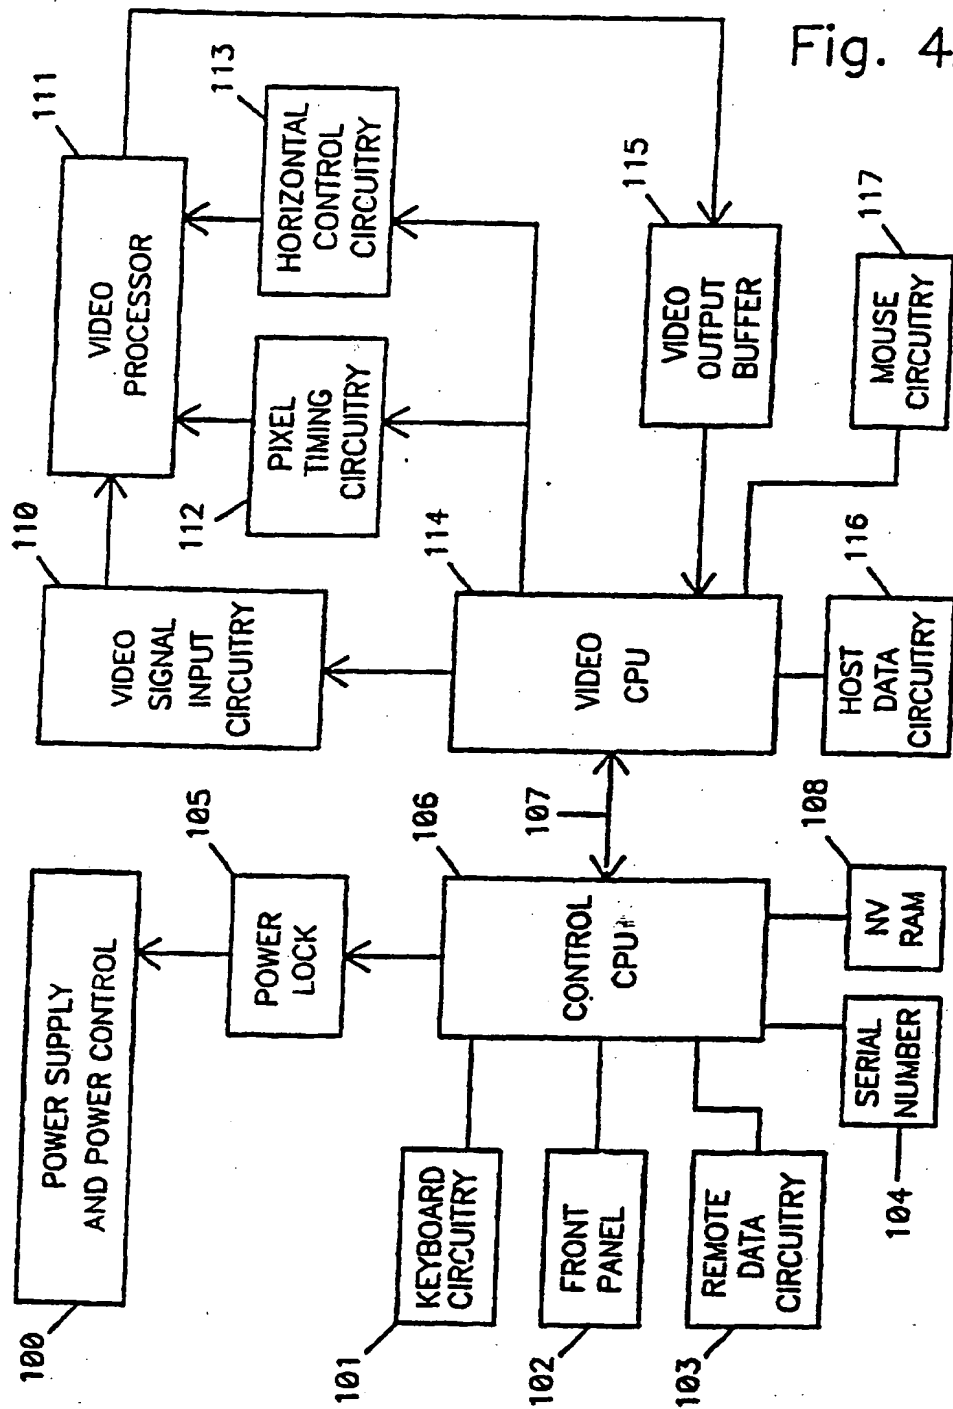 Fig. 4
100
POWER SUPPLY
AND POWER CONTROL
105
POWER
LOCK
101
KEYBOARD
CIRCUITRY
102
FRONT
PANEL
103
REMOTE
DATA
CIRCUITRY
104
SERIAL
NUMBER
106
CONTROL
CPU
107
108
NV
RAM
110
VIDEO
SIGNAL
INPUT
CIRCUITRY
111
VIDEO
PROCESSOR
112
PIXEL
TIMING
CIRCUITRY
113
HORIZONTAL
CONTROL
CIRCUITRY
114
VIDEO
CPU
115
VIDEO
OUTPUT
BUFFER
116
HOST
DATA
CIRCUITRY
117
MOUSE
CIRCUITRY